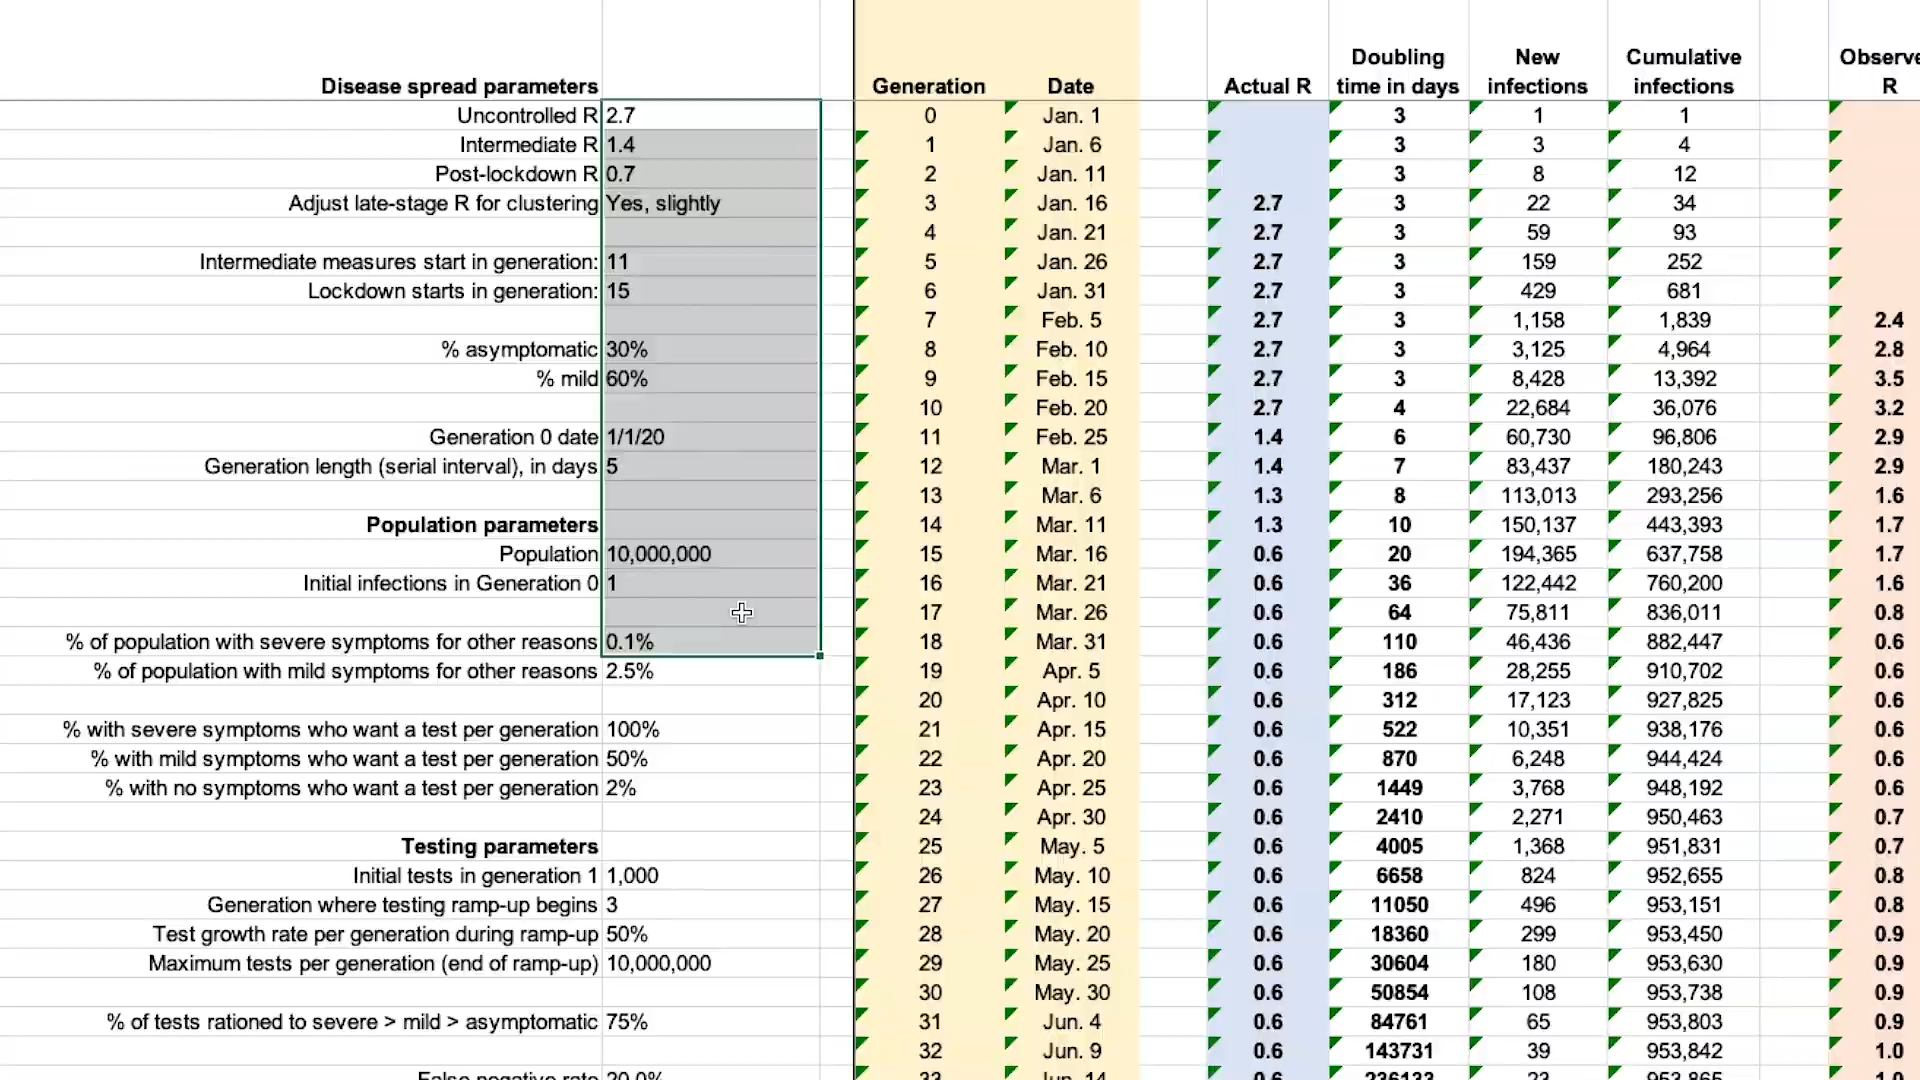 Disease spread parameters Generation Date Actual R Doubling time in days New infections Cumulative infections R
Uncontrolled R 2.7 0 Jan. 1 3 1 1
Intermediate R 1.4 1 Jan. 6 3 3 4
Post-lockdown R 0.7 2 Jan. 11 3 8 12
Adjust late-stage R for clustering Yes, slightly 3 Jan. 16 2.7 3 22 34
4 Jan. 21 2.7 3 59 93
Intermediate measures start in generation: 11 5 Jan. 26 2.7 3 159 252
Lockdown starts in generation: 15 6 Jan. 31 2.7 3 429 681
7 Feb. 5 2.7 3 1,158 1,839 2.4
% asymptomatic 30% 8 Feb. 10 2.7 3 3,125 4,964 2.8
% mild 60% 9 Feb. 15 2.7 3 8,428 13,392 3.5
10 Feb. 20 2.7 4 22,684 36,076 3.2
Generation 0 date 1/1/20 11 Feb. 25 1.4 6 60,730 96,806 2.9
Generation length (serial interval), in days 5 12 Mar. 1 1.4 7 83,437 180,243 2.9
13 Mar. 6 1.3 8 113,013 293,256 1.6
Population parameters 14 Mar. 11 1.3 10 150,137 443,393 1.7
Population 10,000,000 15 Mar. 16 0.6 20 194,365 637,758 1.7
Initial infections in Generation 0 1 16 Mar. 21 0.6 36 122,442 760,200 1.6
17 Mar. 26 0.6 64 75,811 836,011 0.8
% of population with severe symptoms for other reasons 0.1% 18 Mar. 31 0.6 110 46,436 882,447 0.6
% of population with mild symptoms for other reasons 2.5% 19 Apr. 5 0.6 186 28,255 910,702 0.6
20 Apr. 10 0.6 312 17,123 927,825 0.6
% with severe symptoms who want a test per generation 100% 21 Apr. 15 0.6 522 10,351 938,176 0.6
% with mild symptoms who want a test per generation 50% 22 Apr. 20 0.6 870 6,248 944,424 0.6
% with no symptoms who want a test per generation 2% 23 Apr. 25 0.6 1449 3,768 948,192 0.6
24 Apr. 30 0.6 2410 2,271 950,463 0.7
Testing parameters 25 May. 5 0.6 4005 1,368 951,831 0.7
Initial tests in generation 1 1,000 26 May. 10 0.6 6658 824 952,655 0.8
Generation where testing ramp-up begins 3 27 May. 15 0.6 11050 496 953,151 0.8
Test growth rate per generation during ramp-up 50% 28 May. 20 0.6 18360 299 953,450 0.9
Maximum tests per generation (end of ramp-up) 10,000,000 29 May. 25 0.6 30604 180 953,630 0.9
30 May. 30 0.6 50854 108 953,738 0.9
% of tests rationed to severe > mild > asymptomatic 75% 31 Jun. 4 0.6 84761 65 953,803 0.9
32 Jun. 9 0.6 143731 39 953,842 1.0
False negative rate 20.0% 33 Jun. 14 0.6 236133 23 953,865 1.0